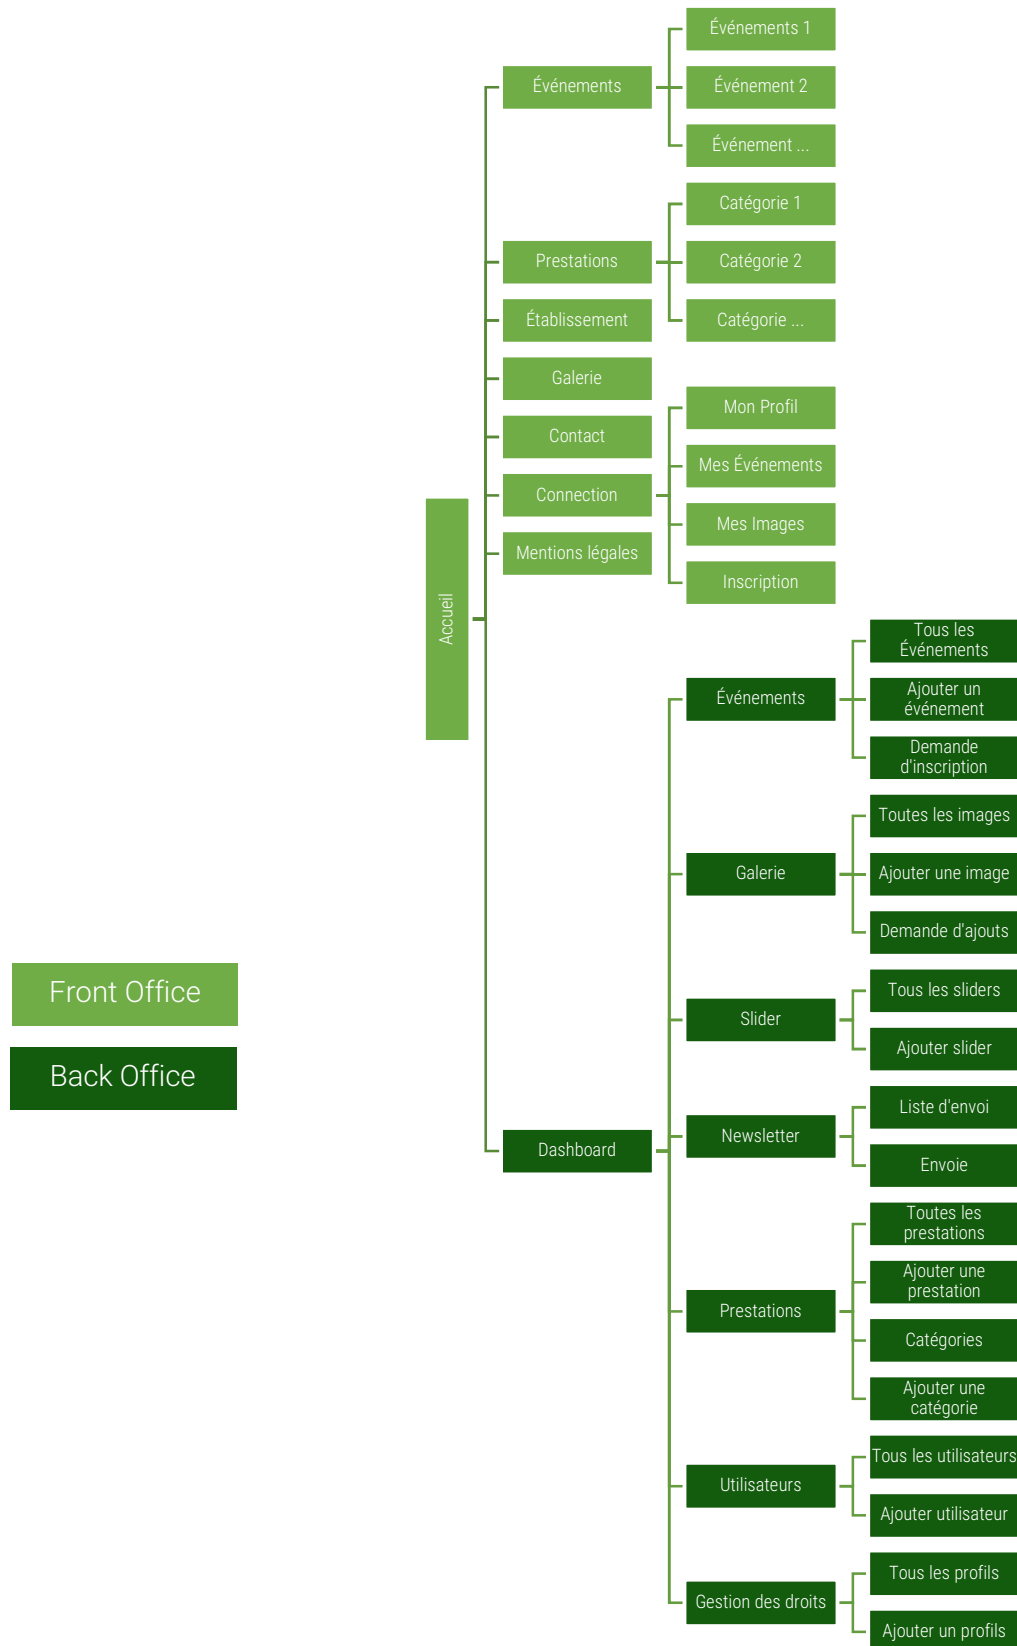 Accueil
Événements
Événements 1
Événement 2
Événement ...
Prestations
Catégorie 1
Catégorie 2
Catégorie ...
Établissement
Galerie
Contact
Connection
Mon Profil
Mes Événements
Mes Images
Inscription
Mentions légales
Dashboard
Événements
Tous les
Événements
Ajouter un
événement
Demande
d'inscription
Galerie
Toutes les images
Ajouter une image
Demande d'ajouts
Slider
Tous les sliders
Ajouter slider
Newsletter
Liste d'envoi
Envoie
Prestations
Toutes les
prestations
Ajouter une
prestation
Catégories
Ajouter une
catégorie
Utilisateurs
Tous les utilisateurs
Ajouter utilisateur
Gestion des droits
Tous les profils
Ajouter un profils
Front Office
Back Office